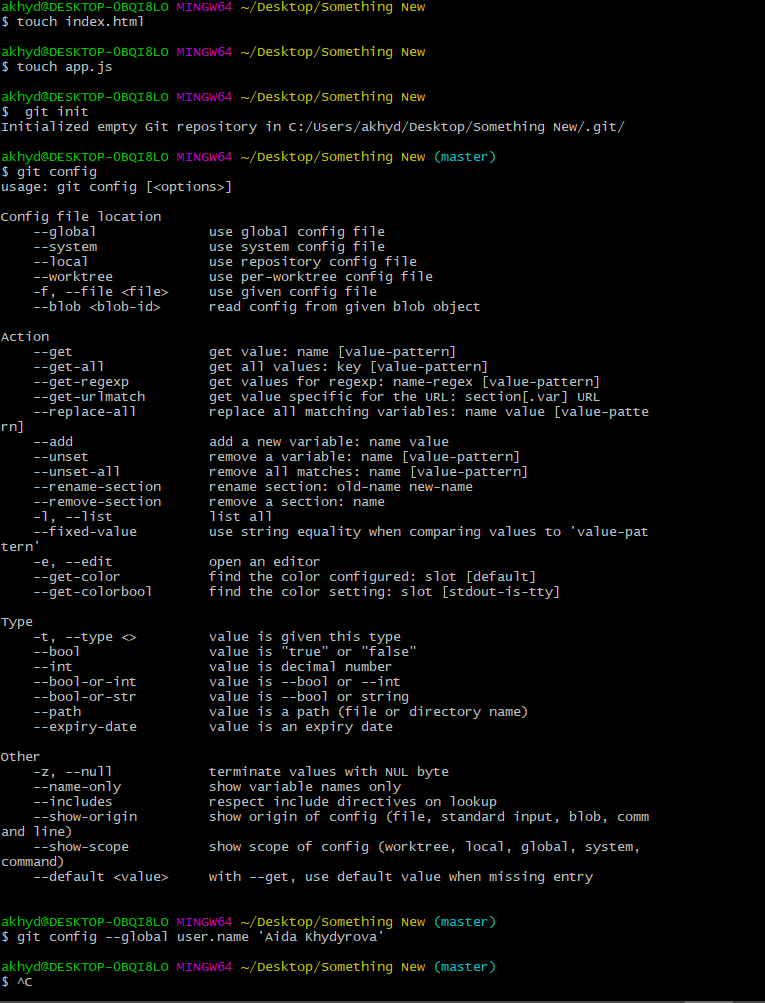 akhyd@DESKTOP-0BQI8LO MINGW64 ~/Desktop/Something New
$ touch index.html
akhyd@DESKTOP-0BQI8LO MINGW64 ~/Desktop/Something New
$ touch app.js
akhyd@DESKTOP-0BQI8LO MINGW64 ~/Desktop/Something New
$  git init
Initialized empty Git repository in C:/Users/akhyd/Desktop/Something New/.git/
akhyd@DESKTOP-0BQI8LO MINGW64 ~/Desktop/Something New (master)
$ git config
usage: git config [<options>]
Config file location
    --global              use global config file
    --system              use system config file
    --local               use repository config file
    --worktree            use per-worktree config file
    -f, --file <file>     use given config file
    --blob <blob-id>      read config from given blob object
Action
    --get                 get value: name [value-pattern]
    --get-all             get all values: key [value-pattern]
    --get-regexp          get values for regexp: name-regex [value-pattern]
    --get-urlmatch        get value specific for the URL: section[.var] URL
    --replace-all         replace all matching variables: name value [value-patte
rn]
    --add                 add a new variable: name value
    --unset               remove a variable: name [value-pattern]
    --unset-all           remove all matches: name [value-pattern]
    --rename-section      rename section: old-name new-name
    --remove-section      remove a section: name
    -l, --list            list all
    --fixed-value         use string equality when comparing values to 'value-pat
tern'
    -e, --edit            open an editor
    --get-color           find the color configured: slot [default]
    --get-colorbool       find the color setting: slot [stdout-is-tty]
Type
    -t, --type <>         value is given this type
    --bool                value is "true" or "false"
    --int                 value is decimal number
    --bool-or-int         value is --bool or --int
    --bool-or-str         value is --bool or string
    --path                value is a path (file or directory name)
    --expiry-date         value is an expiry date
Other
    -z, --null            terminate values with NUL byte
    --name-only           show variable names only
    --includes            respect include directives on lookup
    --show-origin         show origin of config (file, standard input, blob, comm
and line)
    --show-scope          show scope of config (worktree, local, global, system,
command)
    --default <value>     with --get, use default value when missing entry
akhyd@DESKTOP-0BQI8LO MINGW64 ~/Desktop/Something New (master)
$ git config --global user.name 'Aida Khydyrova'
akhyd@DESKTOP-0BQI8LO MINGW64 ~/Desktop/Something New (master)
$ ^C